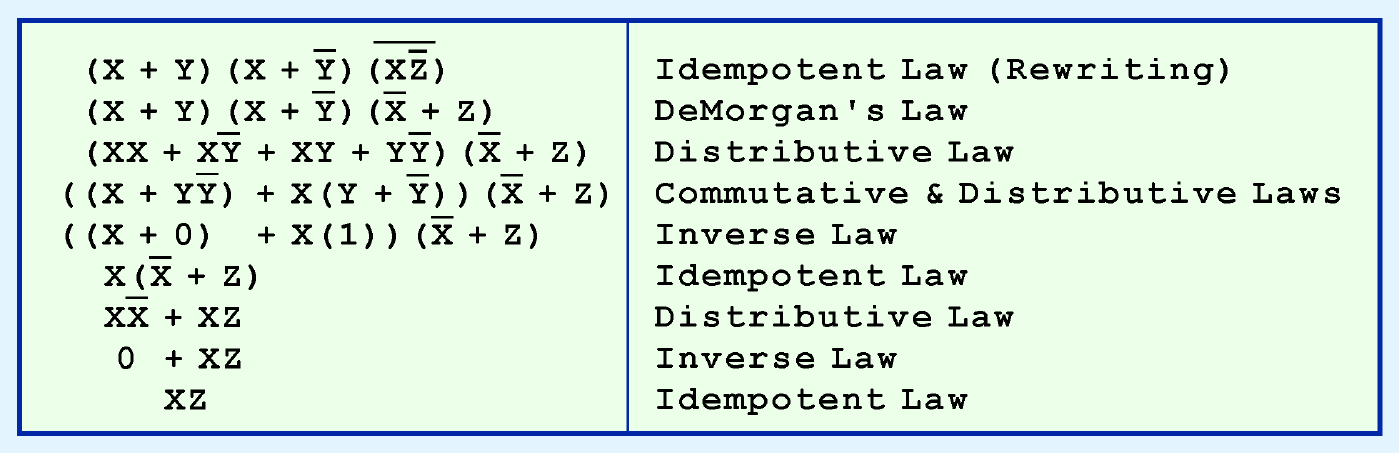 (X + Y)(X + Y̅)(X̅Z̅̅) Idempotent Law (Rewriting)
(X + Y)(X + Y̅)(X̅ + Z) DeMorgan's Law
(XX + XY̅ + XY + YY̅)(X̅ + Z) Distributive Law
((X + YY̅) + X(Y + Y̅))(X̅ + Z) Commutative & Distributive Laws
((X + 0) + X(1))(X̅ + Z) Inverse Law
X(X̅ + Z) Idempotent Law
XX̅ + XZ Distributive Law
0 + XZ Inverse Law
XZ Idempotent Law